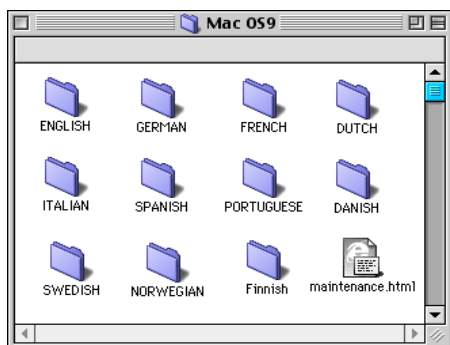 Mac OS9
ENGLISH GERMAN FRENCH DUTCH
ITALIAN SPANISH PORTUGUESE DANISH
SWEDISH NORWEGIAN Finnish maintenance.html